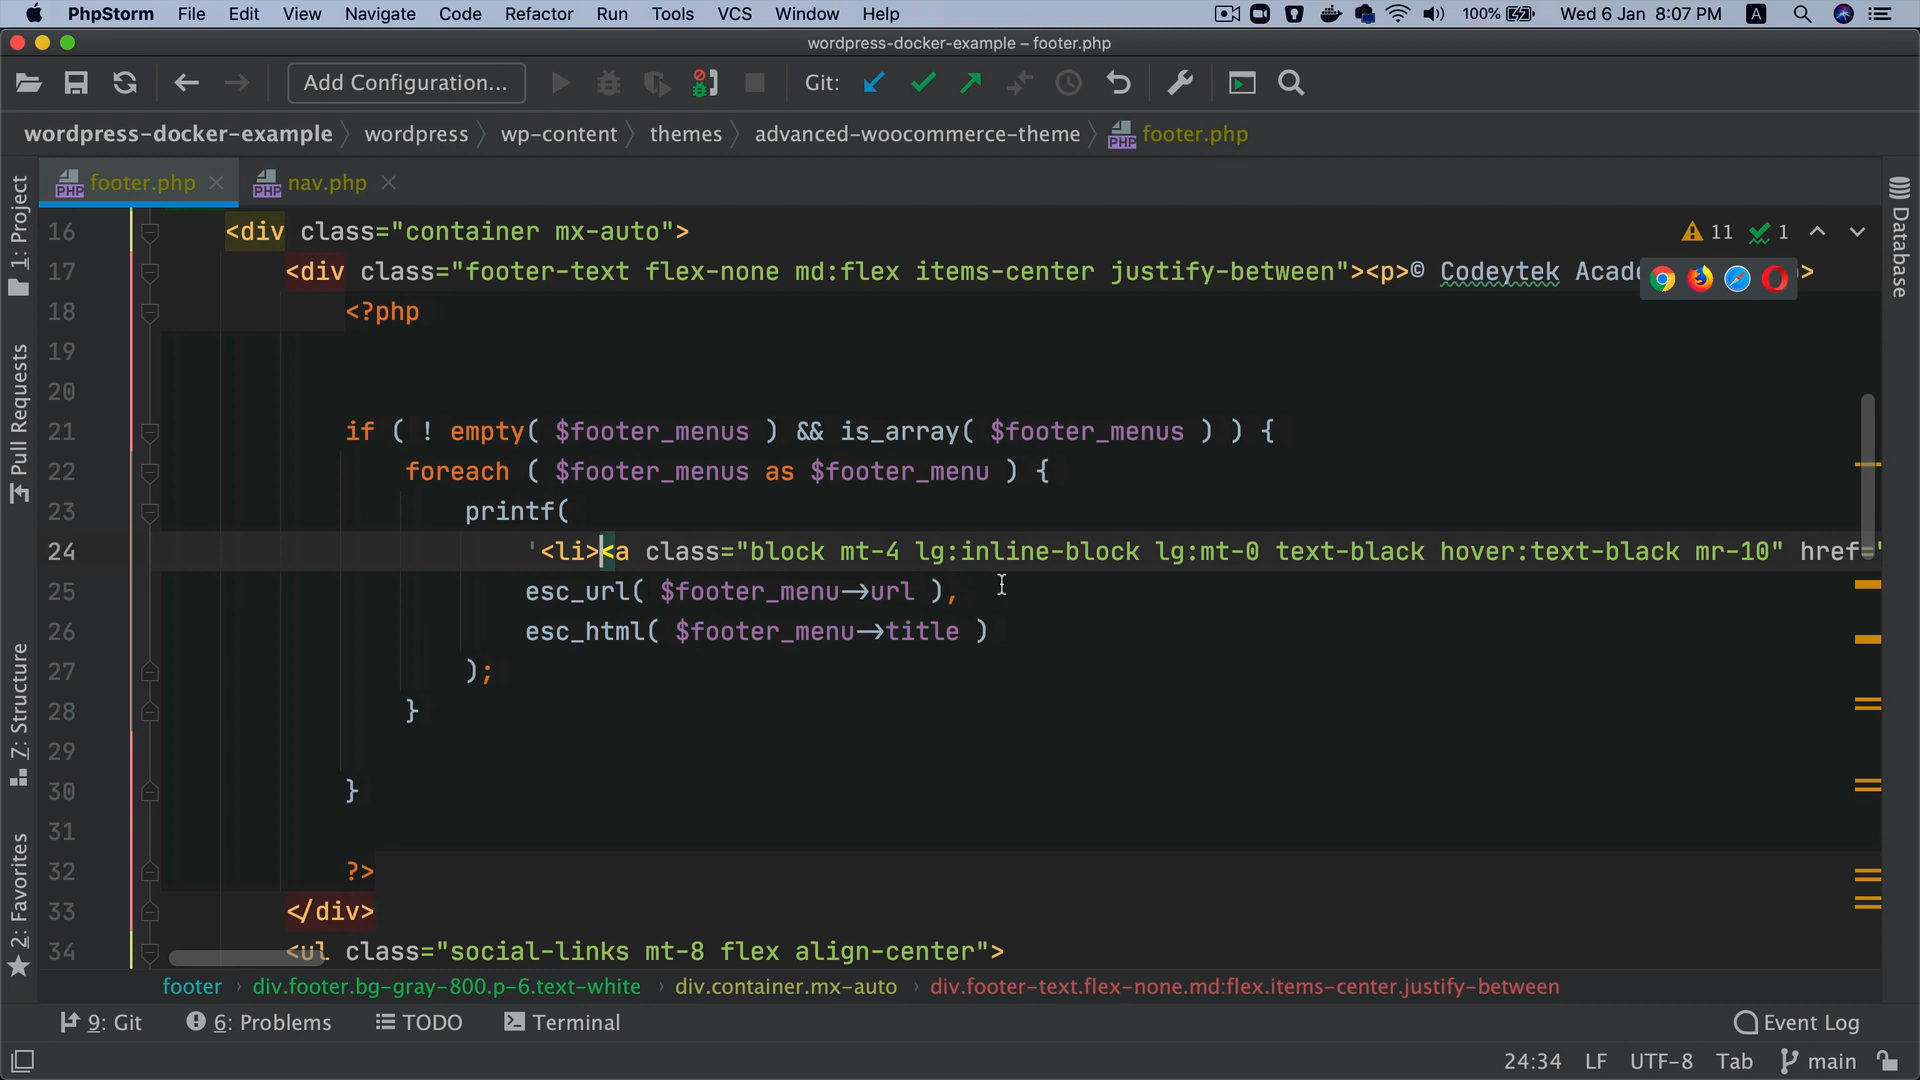 PhpStorm File Edit View Navigate Code Refactor Run Tools VCS Window Help 100% Wed 6 Jan 8:07 PM A
wordpress-docker-example – footer.php
Add Configuration... Git:
wordpress-docker-example wordpress wp-content themes advanced-woocommerce-theme footer.php
footer.php nav.php
1: Project
Pull Requests
Z: Structure
2: Favorites
Database
11 1
16 <div class="container mx-auto">
17 <div class="footer-text flex-none md:flex items-center justify-between"><p>© Codeytek >
18 <?php
19
20
21 if ( ! empty( $footer_menus ) && is_array( $footer_menus ) ) {
22 foreach ( $footer_menus as $footer_menu ) {
23 printf(
24 '<li><a class="block mt-4 lg:inline-block lg:mt-0 text-black hover:text-black mr-10" href="
25 esc_url( $footer_menu->url ),
26 esc_html( $footer_menu->title )
27 );
28 }
29
30 }
31
32 ?>
33 </div>
34 <ul class="social-links mt-8 flex align-center">
footer › div.footer.bg-gray-800.p-6.text-white › div.container.mx-auto › div.footer-text.flex-none.md:flex.items-center.justify-between
9: Git 6: Problems TODO Terminal Event Log
24:34 LF UTF-8 Tab main